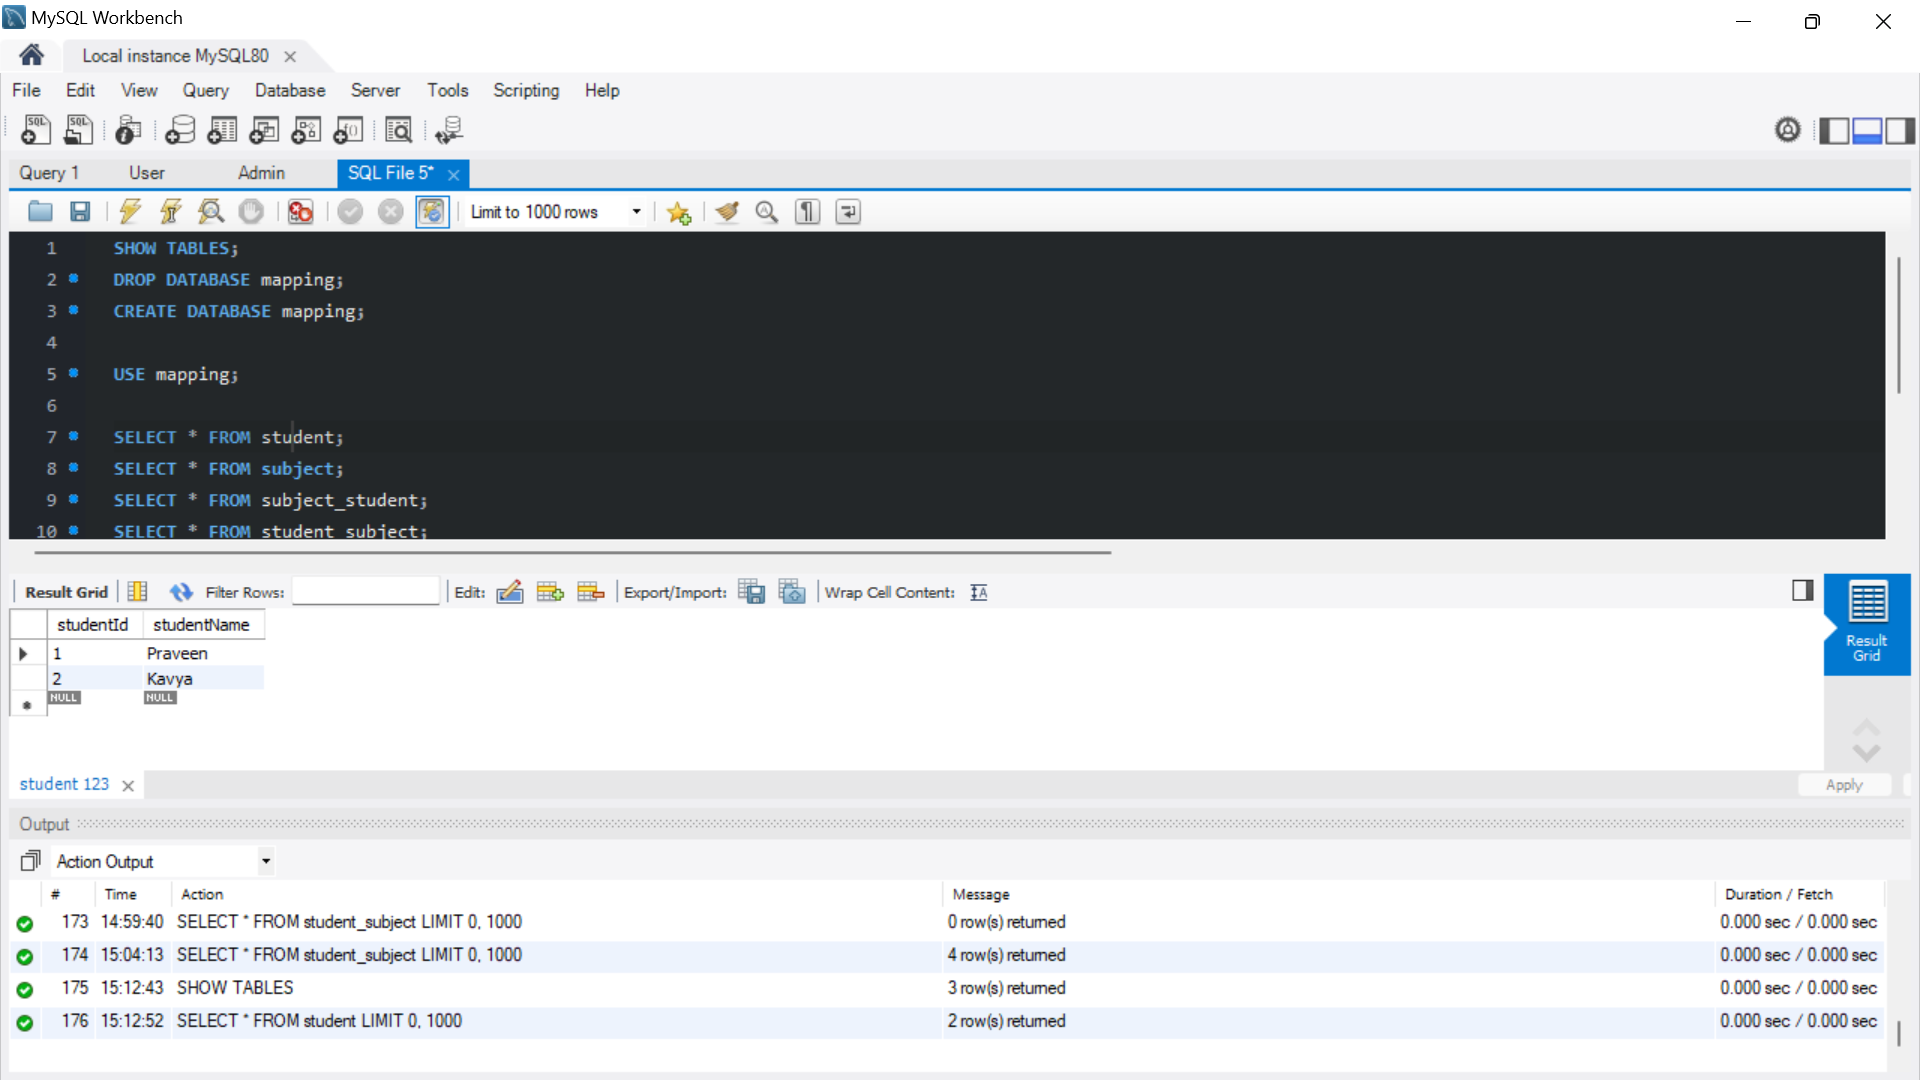 MySQL Workbench
Local instance MySQL80
File Edit View Query Database Server Tools Scripting Help
Query 1 User Admin SQL File 5*
Limit to 1000 rows
1 SHOW TABLES;
2 DROP DATABASE mapping;
3 CREATE DATABASE mapping;
4
5 USE mapping;
6
7 SELECT * FROM student;
8 SELECT * FROM subject;
9 SELECT * FROM subject_student;
10 SELECT * FROM student_subject;
Result Grid Filter Rows: Edit: Export/Import: Wrap Cell Content:
Result
Grid
studentId studentName
1 Praveen
2 Kavya
NULL NULL
student 123
Apply
Output
Action Output
# Time Action Message Duration / Fetch
173 14:59:40 SELECT * FROM student_subject LIMIT 0, 1000 0 row(s) returned 0.000 sec / 0.000 sec
174 15:04:13 SELECT * FROM student_subject LIMIT 0, 1000 4 row(s) returned 0.000 sec / 0.000 sec
175 15:12:43 SHOW TABLES 3 row(s) returned 0.000 sec / 0.000 sec
176 15:12:52 SELECT * FROM student LIMIT 0, 1000 2 row(s) returned 0.000 sec / 0.000 sec